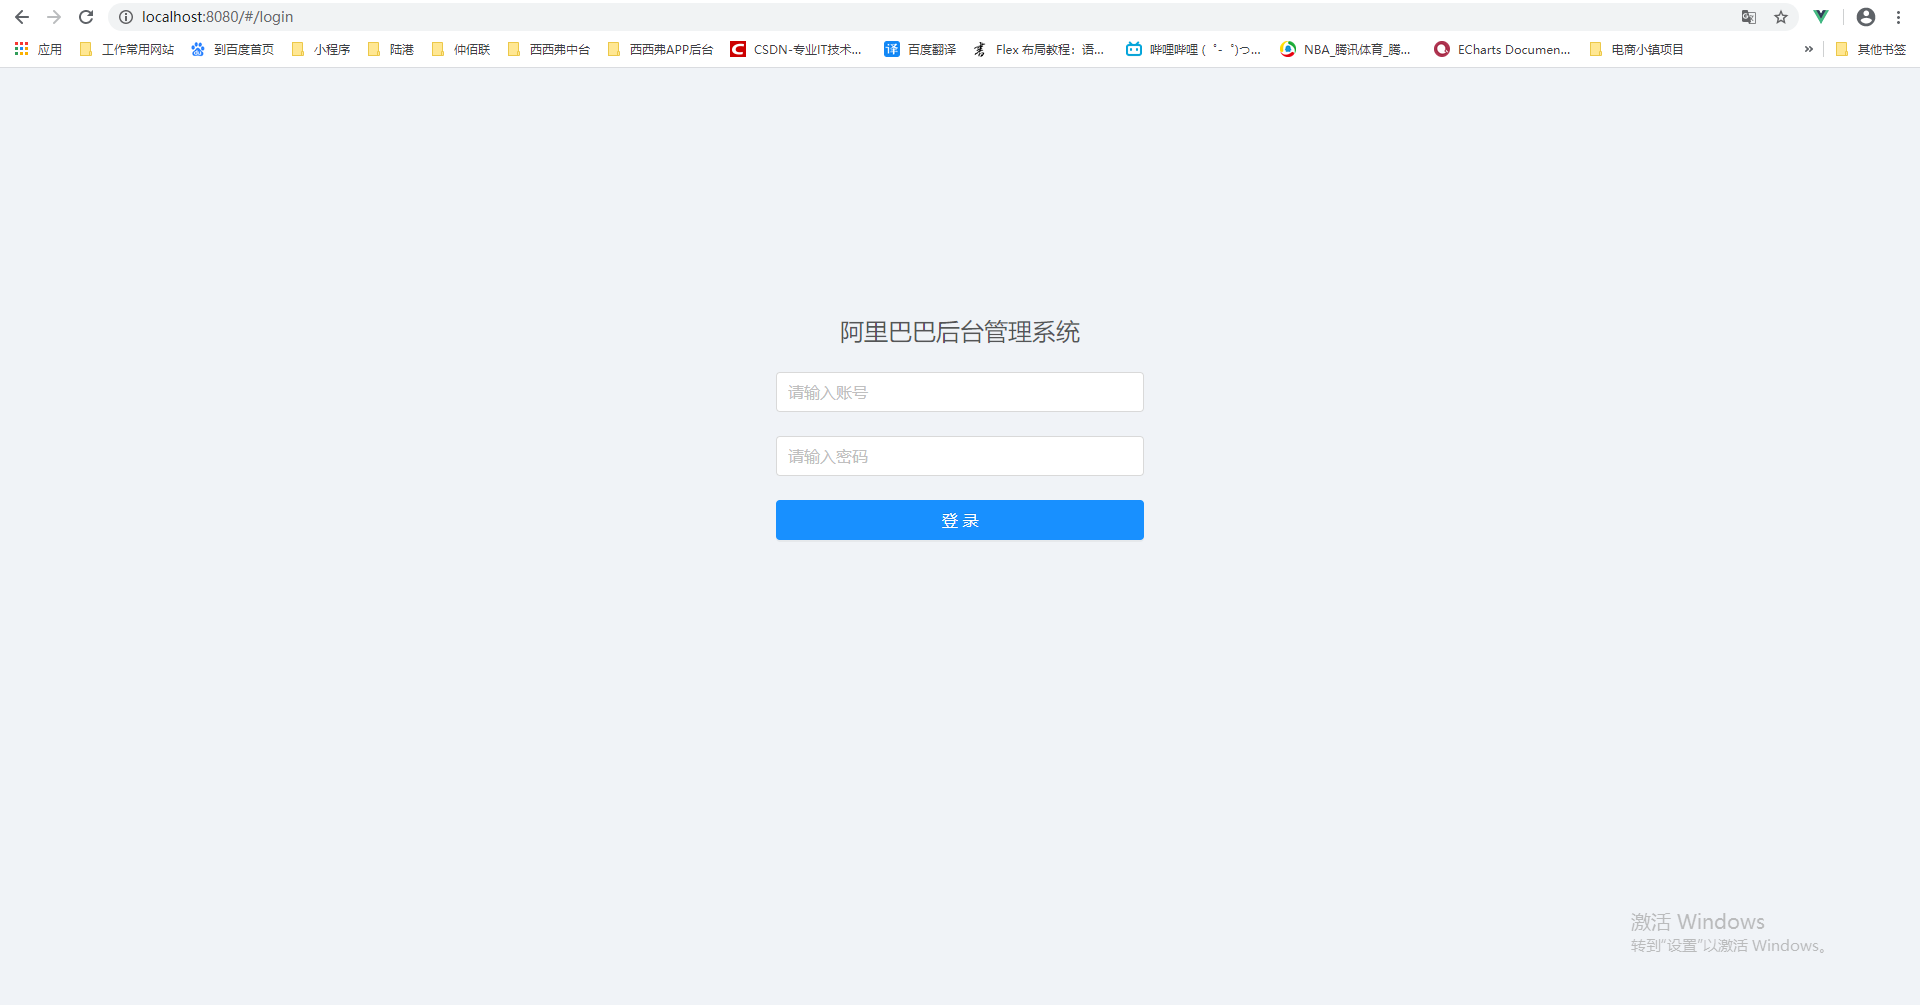 localhost:8080/#/login
应用 工作常用网站 到百度首页 小程序 陆港 仲佰联 西西弗中台 西西弗APP后台 CSDN-专业IT技术... 百度翻译 Flex 布局教程：语... 哔哩哔哩 ( ゜- ゜)つ... NBA_腾讯体育_腾... ECharts Documen... 电商小镇项目 » 其他书签
阿里巴巴后台管理系统
请输入账号
请输入密码
登 录
激活 Windows
转到“设置”以激活 Windows。